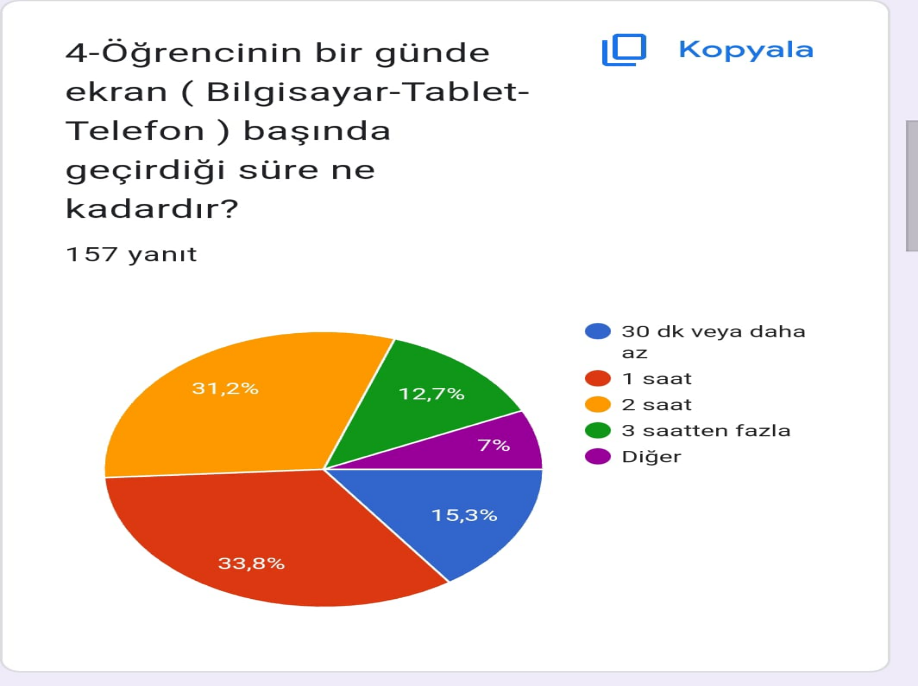 4-Öğrencinin bir günde
ekran ( Bilgisayar-Tablet-
Telefon ) başında
geçirdiği süre ne
kadardır?
Kopyala
157 yanıt
30 dk veya daha
az
1 saat
2 saat
3 saatten fazla
Diğer
31,2%
12,7%
7%
15,3%
33,8%